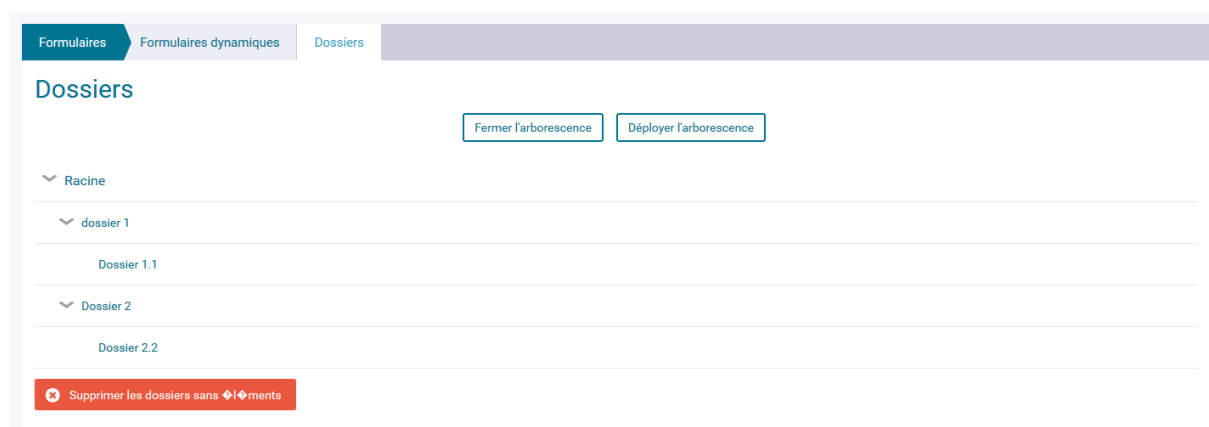 Formulaires Formulaires dynamiques Dossiers
Dossiers
Fermer l'arborescence Déployer l'arborescence
Racine
dossier 1
Dossier 1.1
Dossier 2
Dossier 2.2
Supprimer les dossiers sans �l�ments